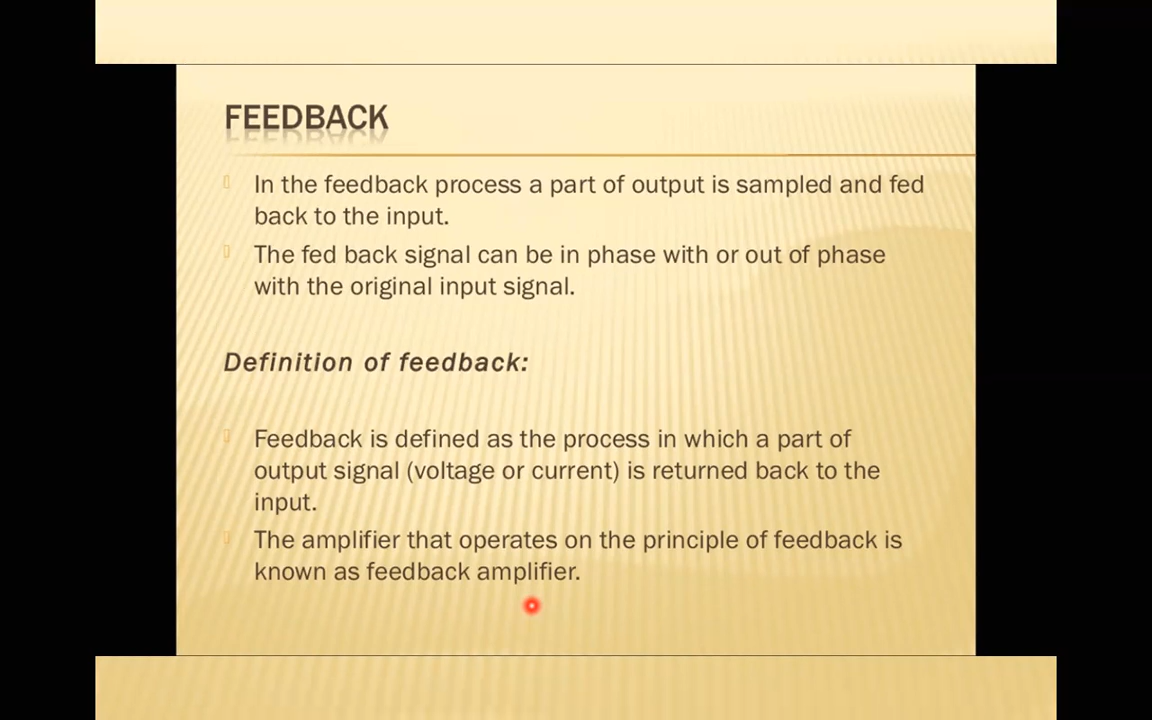 FEEDBACK
In the feedback process a part of output is sampled and fed
back to the input.
The fed back signal can be in phase with or out of phase
with the original input signal.
Definition of feedback:
Feedback is defined as the process in which a part of
output signal (voltage or current) is returned back to the
input.
The amplifier that operates on the principle of feedback is
known as feedback amplifier.